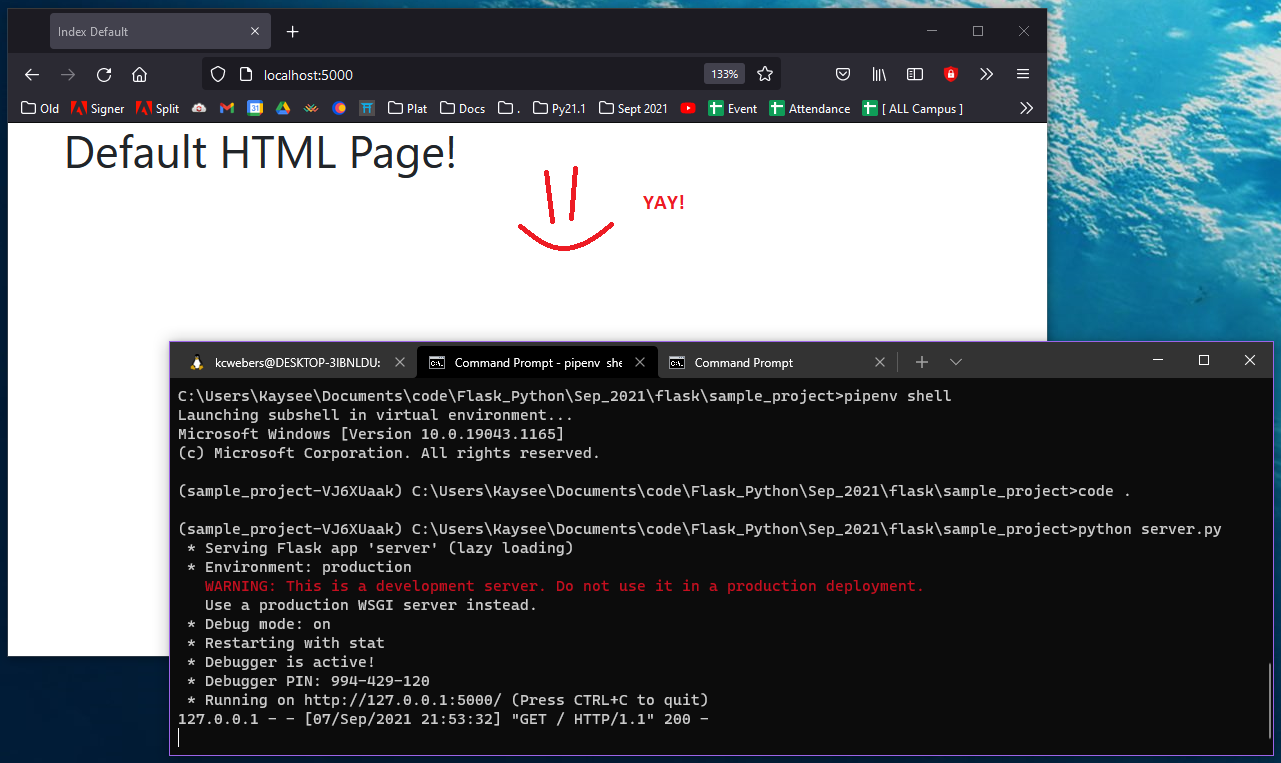 Index Default
localhost:5000
133%
Old Signer Split 31 Plat Docs . Py21.1 Sept 2021 Event Attendance [ ALL Campus ]
Default HTML Page!
YAY!
kcwebers@DESKTOP-3IBNLDU: Command Prompt - pipenv she Command Prompt
C:\Users\Kaysee\Documents\code\Flask_Python\Sep_2021\flask\sample_project>pipenv shell
Launching subshell in virtual environment...
Microsoft Windows [Version 10.0.19043.1165]
(c) Microsoft Corporation. All rights reserved.
(sample_project-VJ6XUaak) C:\Users\Kaysee\Documents\code\Flask_Python\Sep_2021\flask\sample_project>code .
(sample_project-VJ6XUaak) C:\Users\Kaysee\Documents\code\Flask_Python\Sep_2021\flask\sample_project>python server.py
* Serving Flask app 'server' (lazy loading)
* Environment: production
WARNING: This is a development server. Do not use it in a production deployment.
Use a production WSGI server instead.
* Debug mode: on
* Restarting with stat
* Debugger is active!
* Debugger PIN: 994-429-120
* Running on http://127.0.0.1:5000/ (Press CTRL+C to quit)
127.0.0.1 - - [07/Sep/2021 21:53:32] "GET / HTTP/1.1" 200 -